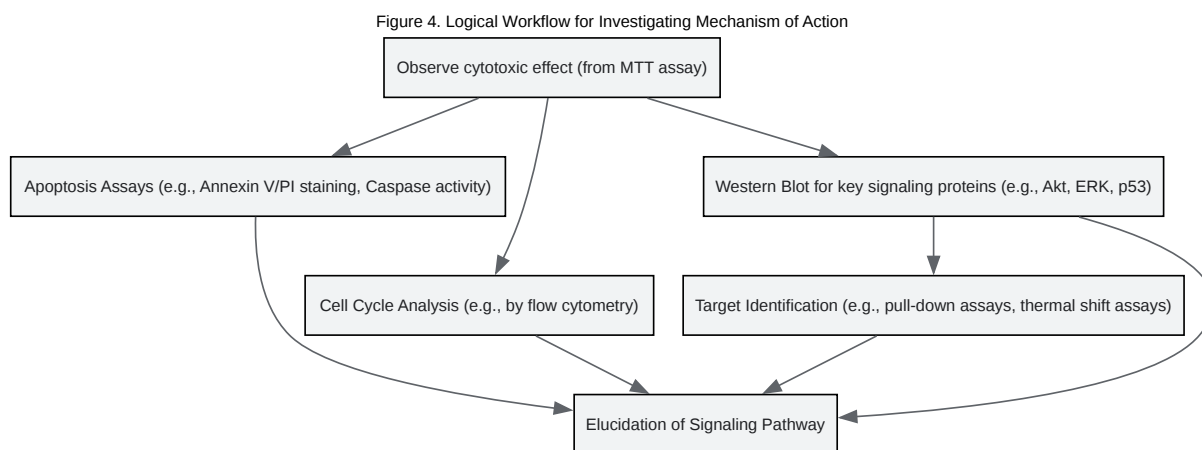 Figure 4. Logical Workflow for Investigating Mechanism of Action
Observe cytotoxic effect (from MTT assay)
Apoptosis Assays (e.g., Annexin V/PI staining, Caspase activity)
Western Blot for key signaling proteins (e.g., Akt, ERK, p53)
Cell Cycle Analysis (e.g., by flow cytometry)
Target Identification (e.g., pull-down assays, thermal shift assays)
Elucidation of Signaling Pathway